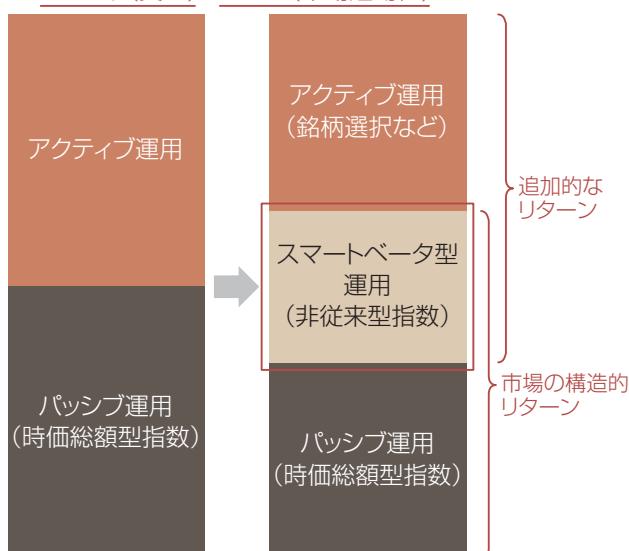 アクティブ運用
パッシブ運用
(時価総額型指数)
アクティブ運用
(銘柄選択など)
スマートベータ型
運用
(非従来型指数)
パッシブ運用
(時価総額型指数)
追加的な
リターン
市場の構造的
リターン